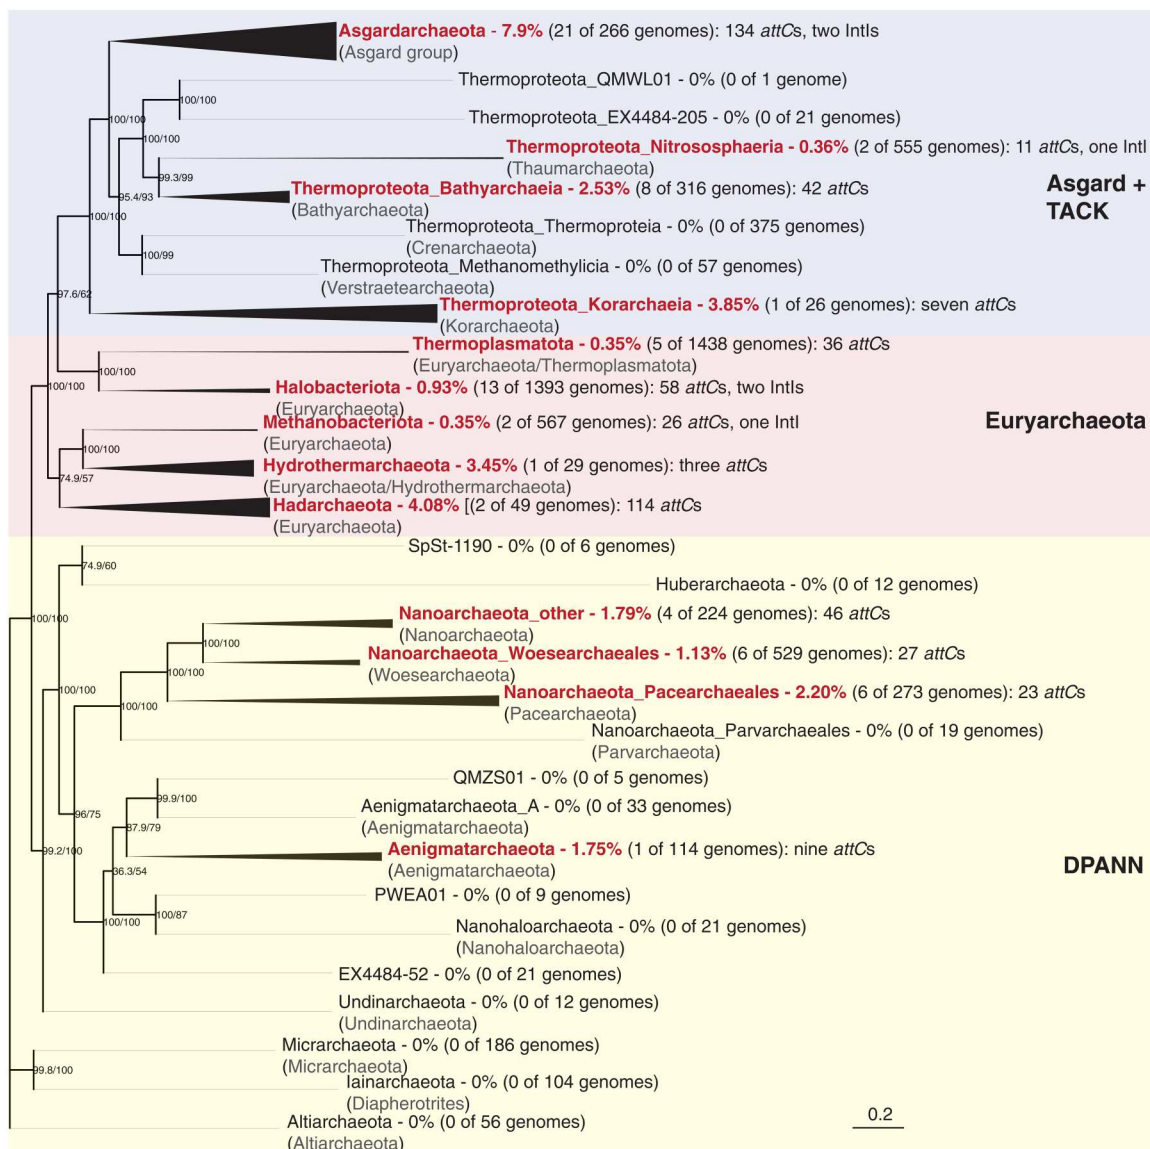 Asgardarchaeota - 7.9% (21 of 266 genomes): 134 attCs, two IntIs
(Asgard group)
Thermoproteota_QMWL01 - 0% (0 of 1 genome)
100/100
Thermoproteota_EX4484-205 - 0% (0 of 21 genomes)
100/100
100/100
Thermoproteota_Nitrososphaeria - 0.36% (2 of 555 genomes): 11 attCs, one IntI
(Thaumarchaeota)
99.3/99
Thermoproteota_Bathyarchaeia - 2.53% (8 of 316 genomes): 42 attCs
(Bathyarchaeota)
95.4/93
Asgard +
TACK
100/100
Thermoproteota_Thermoproteia - 0% (0 of 375 genomes)
(Crenarchaeota)
100/99
Thermoproteota_Methanomethylicia - 0% (0 of 57 genomes)
(Verstraetearchaeota)
97.6/62
Thermoproteota_Korarchaeia - 3.85% (1 of 26 genomes): seven attCs
(Korarchaeota)
Thermoplasmatota - 0.35% (5 of 1438 genomes): 36 attCs
(Euryarchaeota/Thermoplasmatota)
100/100
100/100
Halobacteriota - 0.93% (13 of 1393 genomes): 58 attCs, two IntIs
(Euryarchaeota)
Methanobacteriota - 0.35% (2 of 567 genomes): 26 attCs, one IntI
(Euryarchaeota)
Euryarchaeota
100/100
Hydrothermarchaeota - 3.45% (1 of 29 genomes): three attCs
(Euryarchaeota/Hydrothermarchaeota)
74.9/57
Hadarchaeota - 4.08% [(2 of 49 genomes): 114 attCs
(Euryarchaeota)
SpSt-1190 - 0% (0 of 6 genomes)
74.9/60
Huberarchaeota - 0% (0 of 12 genomes)
100/100
Nanoarchaeota_other - 1.79% (4 of 224 genomes): 46 attCs
(Nanoarchaeota)
100/100
Nanoarchaeota_Woesearchaeales - 1.13% (6 of 529 genomes): 27 attCs
(Woesearchaeota)
100/100
100/100
Nanoarchaeota_Pacearchaeales - 2.20% (6 of 273 genomes): 23 attCs
(Pacearchaeota)
100/100
Nanoarchaeota_Parvarchaeales - 0% (0 of 19 genomes)
(Parvarchaeota)
QMZS01 - 0% (0 of 5 genomes)
99.9/100
Aenigmatarchaeota_A - 0% (0 of 33 genomes)
(Aenigmatarchaeota)
96/75
87.9/79
Aenigmatarchaeota - 1.75% (1 of 114 genomes): nine attCs
(Aenigmatarchaeota)
99.2/100
36.3/54
DPANN
PWEA01 - 0% (0 of 9 genomes)
100/87
100/100
Nanohaloarchaeota - 0% (0 of 21 genomes)
(Nanohaloarchaeota)
EX4484-52 - 0% (0 of 21 genomes)
Undinarchaeota - 0% (0 of 12 genomes)
(Undinarchaeota)
Micrarchaeota - 0% (0 of 186 genomes)
(Micrarchaeota)
99.8/100
Iainarchaeota - 0% (0 of 104 genomes)
(Diapherotrites)
Altiarchaeota - 0% (0 of 56 genomes)
(Altiarchaeota)
0.2